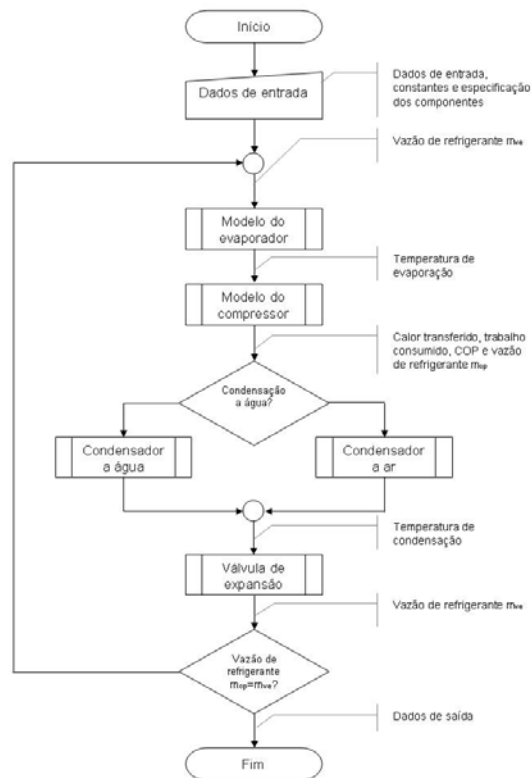 Início
Dados de entrada
Dados de entrada,
constantes e especificação
dos componentes
Vazão de refrigerante mve
Modelo do
evaporador
Temperatura de
evaporação
Modelo do
compressor
Calor transferido, trabalho
consumido, COP e vazão
de refrigerante mcp
Condensação
a água?
Condensador
a água
Condensador
a ar
Temperatura de
condensação
Válvula de
expansão
Vazão de refrigerante mve
Vazão de
refrigerante
mcp=mve?
Dados de saída
Fim